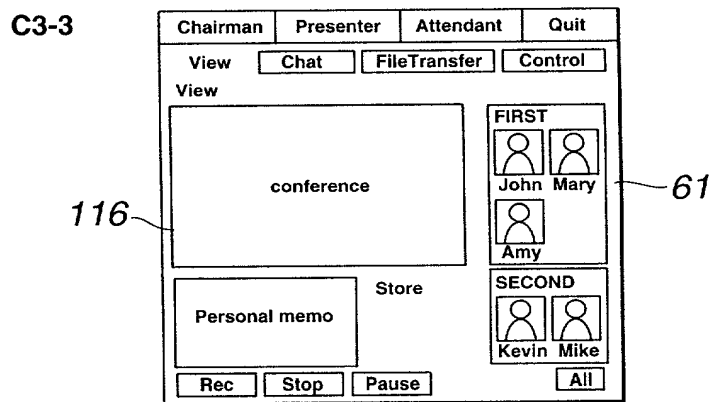 C3-3
Chairman Presenter Attendant Quit
View Chat FileTransfer Control
View
FIRST
conference
John Mary
61
116
Amy
Store
SECOND
Personal memo
Kevin Mike
Rec Stop Pause All